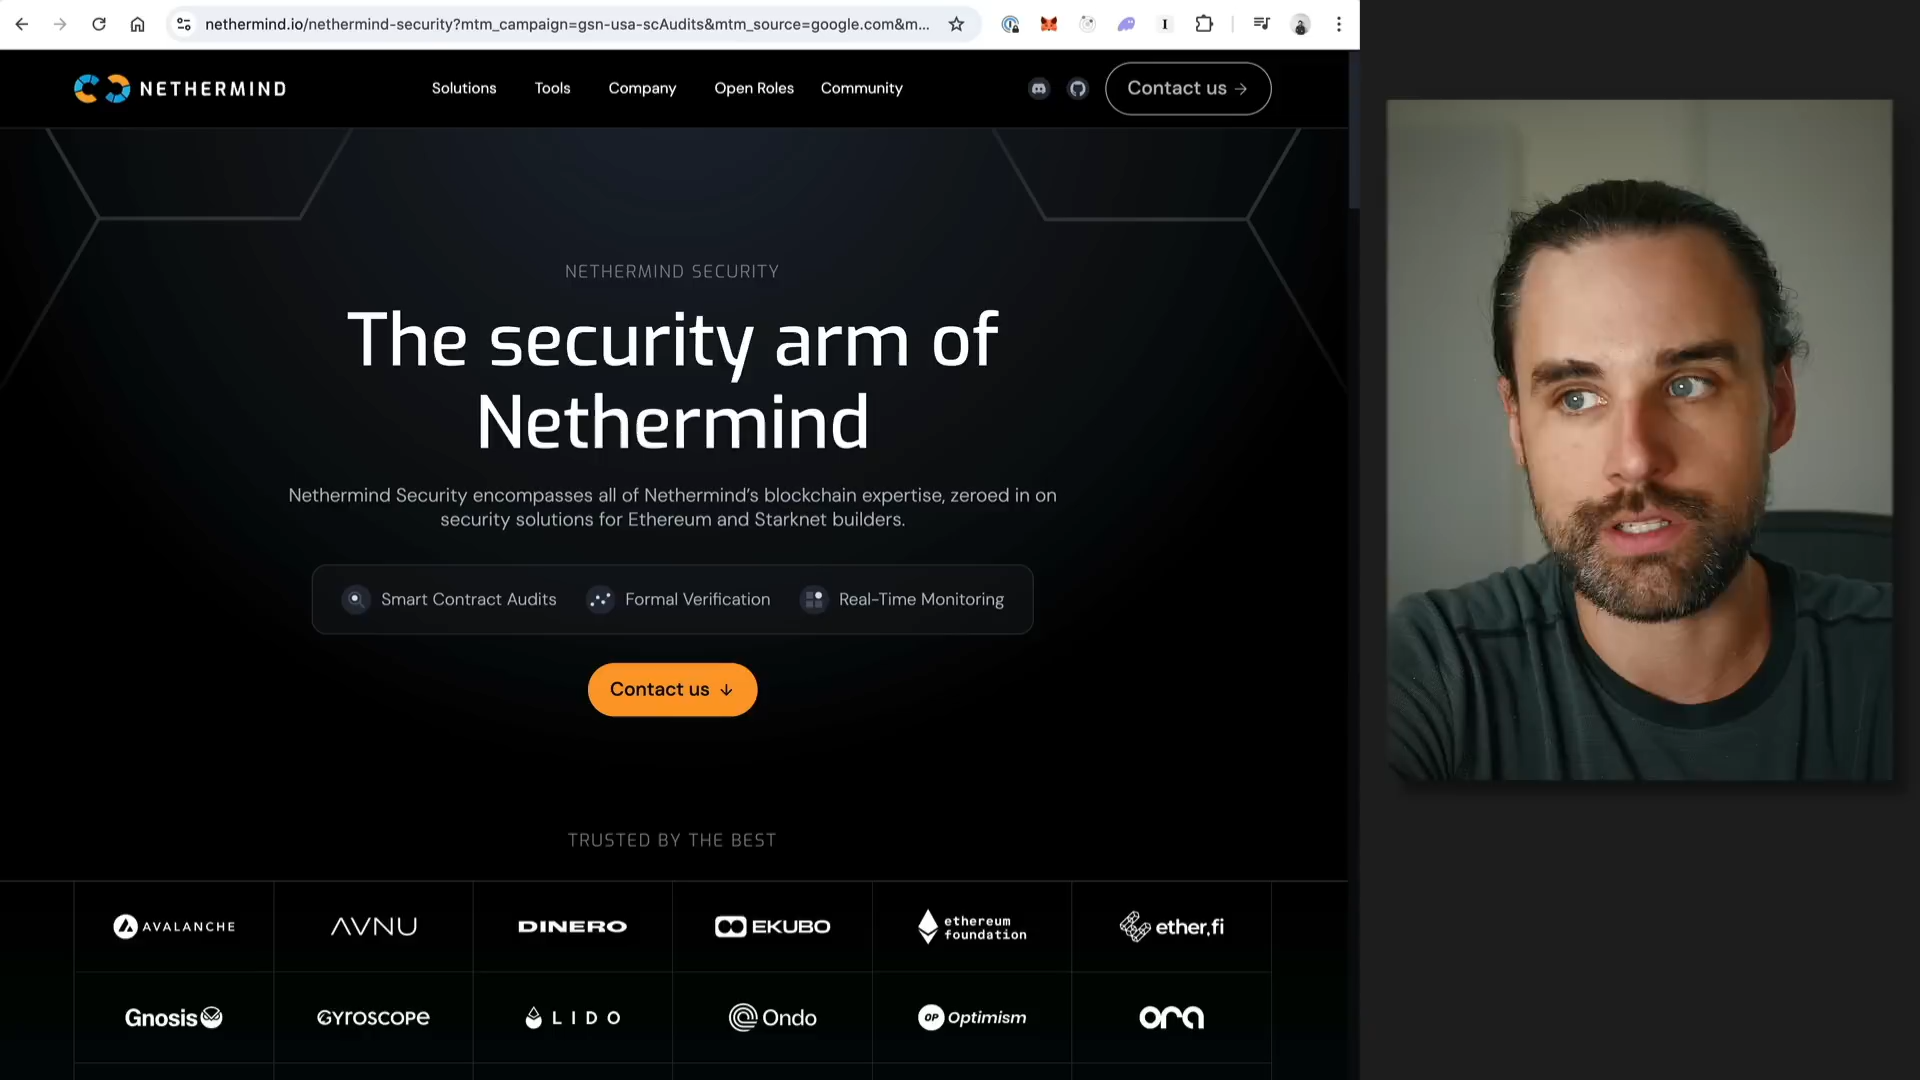 nethermind.io/nethermind-security?mtm_campaign=gsn-usa-scAudits&mtm_source=google.com&m...
NETHERMIND
Solutions
Tools
Company
Open Roles
Community
Contact us →
NETHERMIND SECURITY
The security arm of
Nethermind
Nethermind Security encompasses all of Nethermind's blockchain expertise, zeroed in on
security solutions for Ethereum and Starknet builders.
Smart Contract Audits
Formal Verification
Real-Time Monitoring
Contact us ↓
TRUSTED BY THE BEST
AVALANCHE
AVNU
DINERO
EKUBO
ethereum
foundation
ether.fi
Gnosis
GYROSCOPE
LIDO
Ondo
OP Optimism
ora